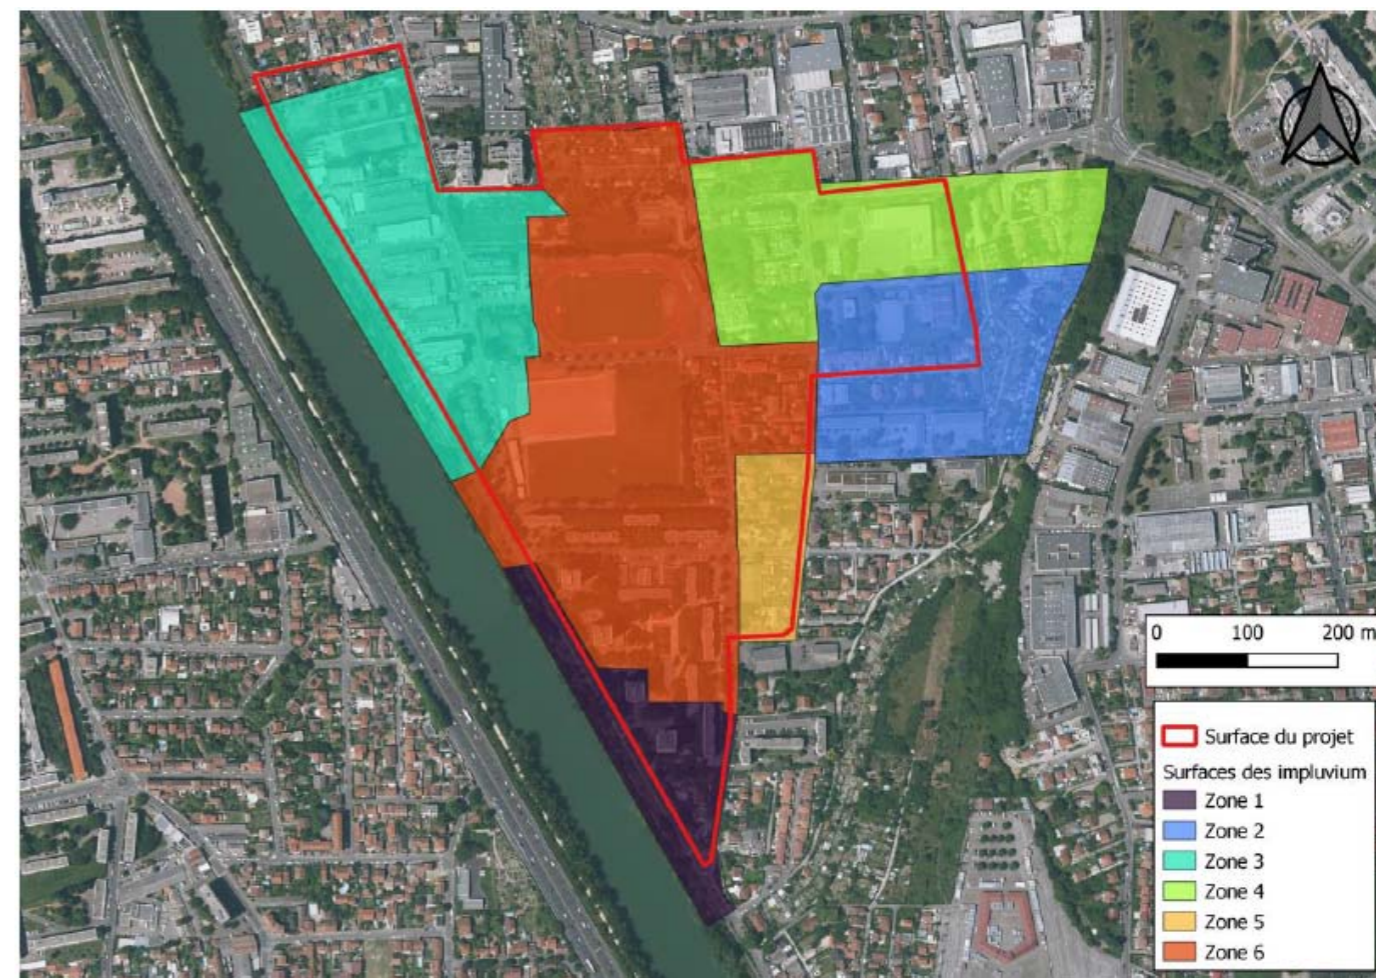 N
0 100 200 m
Surface du projet
Surfaces des impluvium
Zone 1
Zone 2
Zone 3
Zone 4
Zone 5
Zone 6